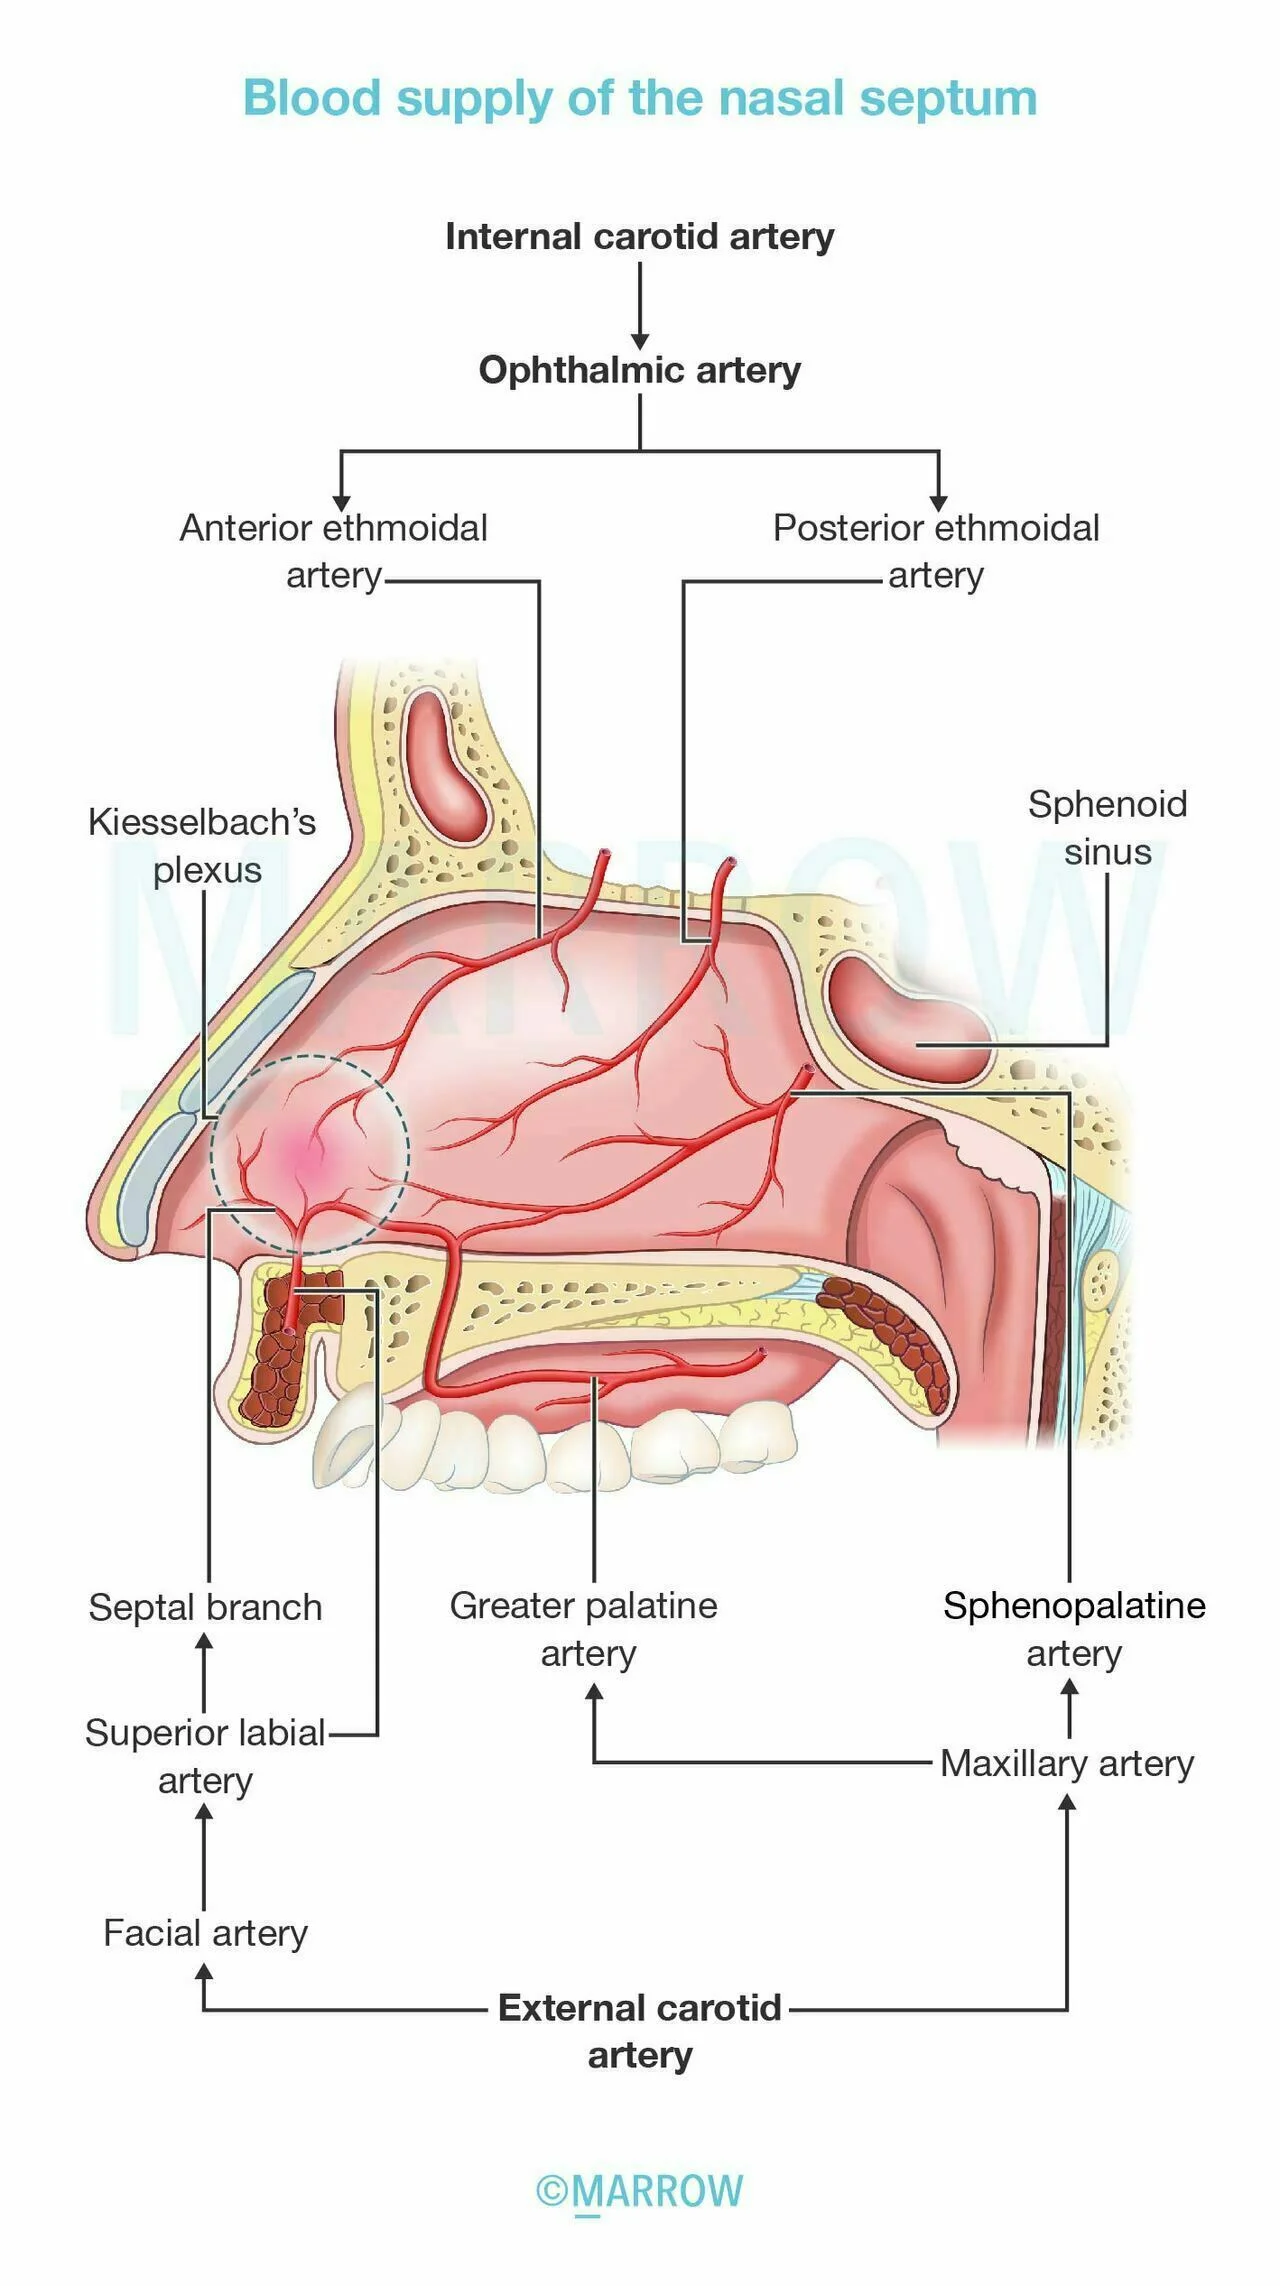 Blood supply of the nasal septum
Internal carotid artery
Ophthalmic artery
Anterior ethmoidal
artery
Posterior ethmoidal
artery
Kiesselbach’s
plexus
Sphenoid
sinus
MARROW
Septal branch
Greater palatine
artery
Sphenopalatine
artery
Superior labial
artery
Maxillary artery
Facial artery
External carotid
artery
©MARROW